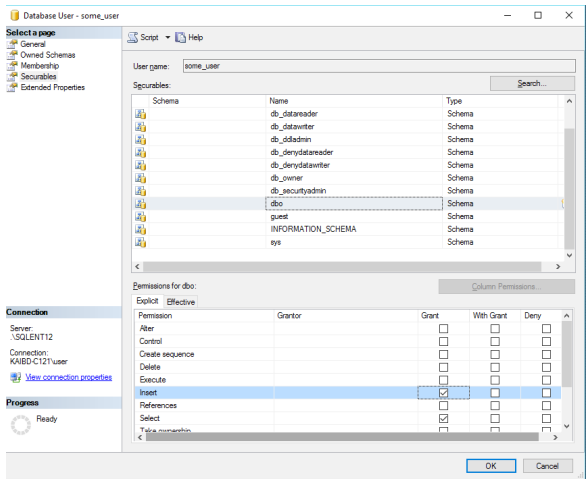 Database User - some_user
Select a page
General
Owned Schemas
Membership
Securables
Extended Properties
Script Help
User name: some_user
Securables: Search...
Schema Name Type
db_datareader Schema
db_datawriter Schema
db_ddladmin Schema
db_denydatareader Schema
db_denydatawriter Schema
db_owner Schema
db_securityadmin Schema
dbo Schema
guest Schema
INFORMATION_SCHEMA Schema
sys Schema
Permissions for dbo: Column Permissions...
Explicit Effective
Permission Grantor Grant With Grant Deny
Alter
Control
Create sequence
Delete
Execute
Insert
References
Select
Take ownership
Connection
Server:
.\SQLENT12
Connection:
KAIBD-C121\user
View connection properties
Progress
Ready
OK Cancel